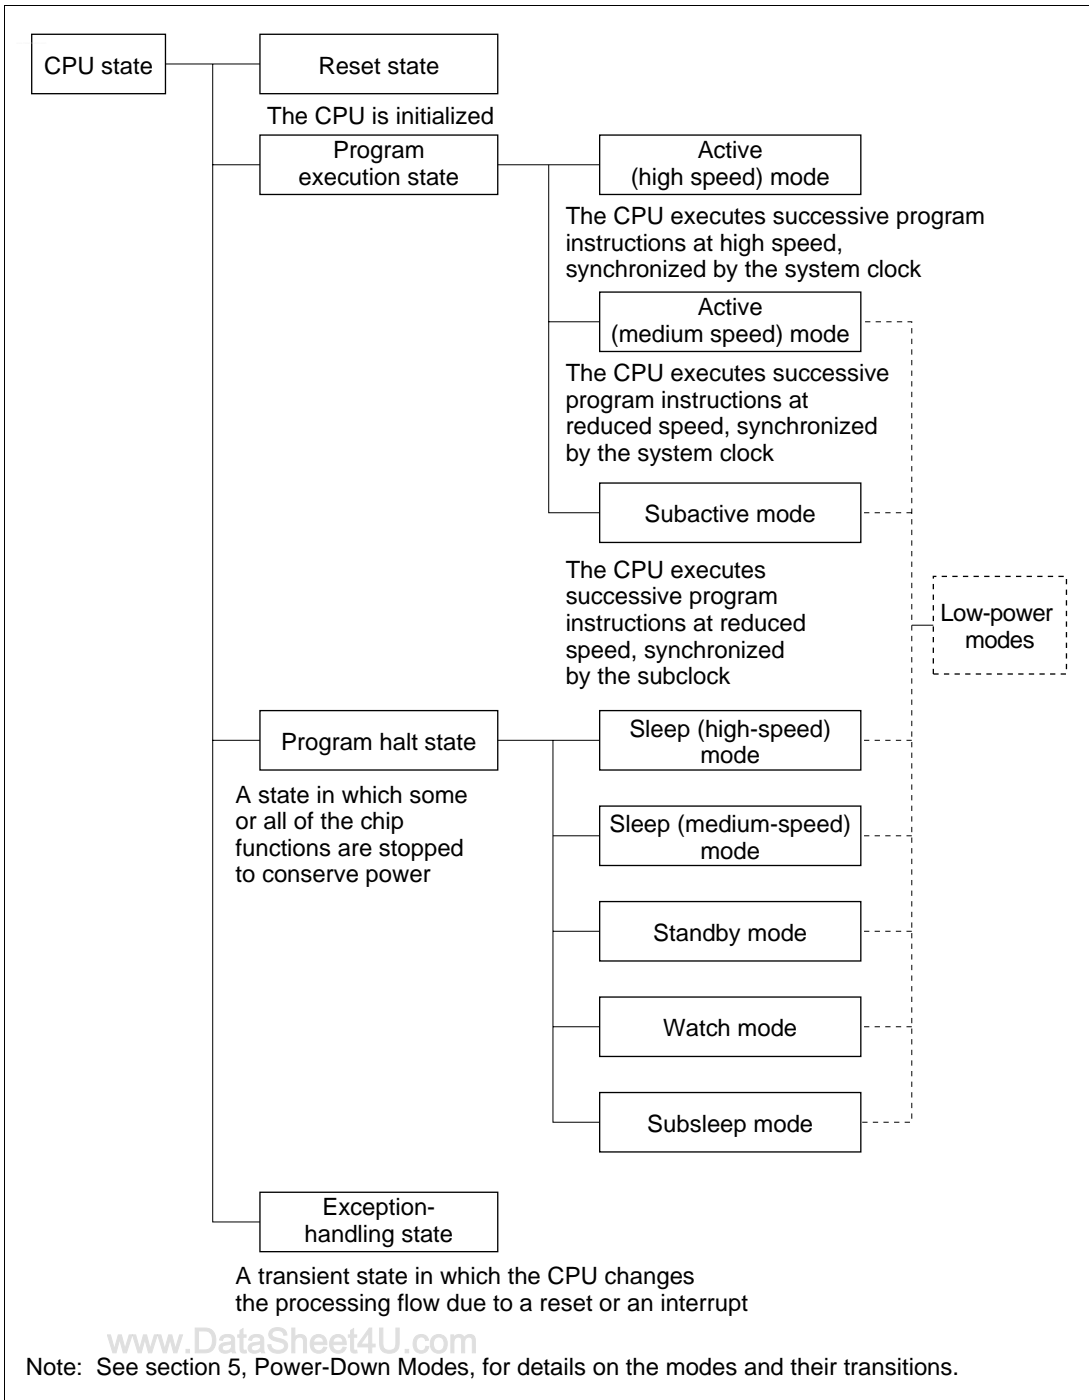 CPU state
Reset state
The CPU is initialized
Program
execution state
Active
(high speed) mode
The CPU executes successive program
instructions at high speed,
synchronized by the system clock
Active
(medium speed) mode
The CPU executes successive
program instructions at
reduced speed, synchronized
by the system clock
Subactive mode
The CPU executes
successive program
instructions at reduced
speed, synchronized
by the subclock
Low-power
modes
Program halt state
A state in which some
or all of the chip
functions are stopped
to conserve power
Sleep (high-speed)
mode
Sleep (medium-speed)
mode
Standby mode
Watch mode
Subsleep mode
Exception-
handling state
A transient state in which the CPU changes
the processing flow due to a reset or an interrupt
www.DataSheet4U.com
Note: See section 5, Power-Down Modes, for details on the modes and their transitions.